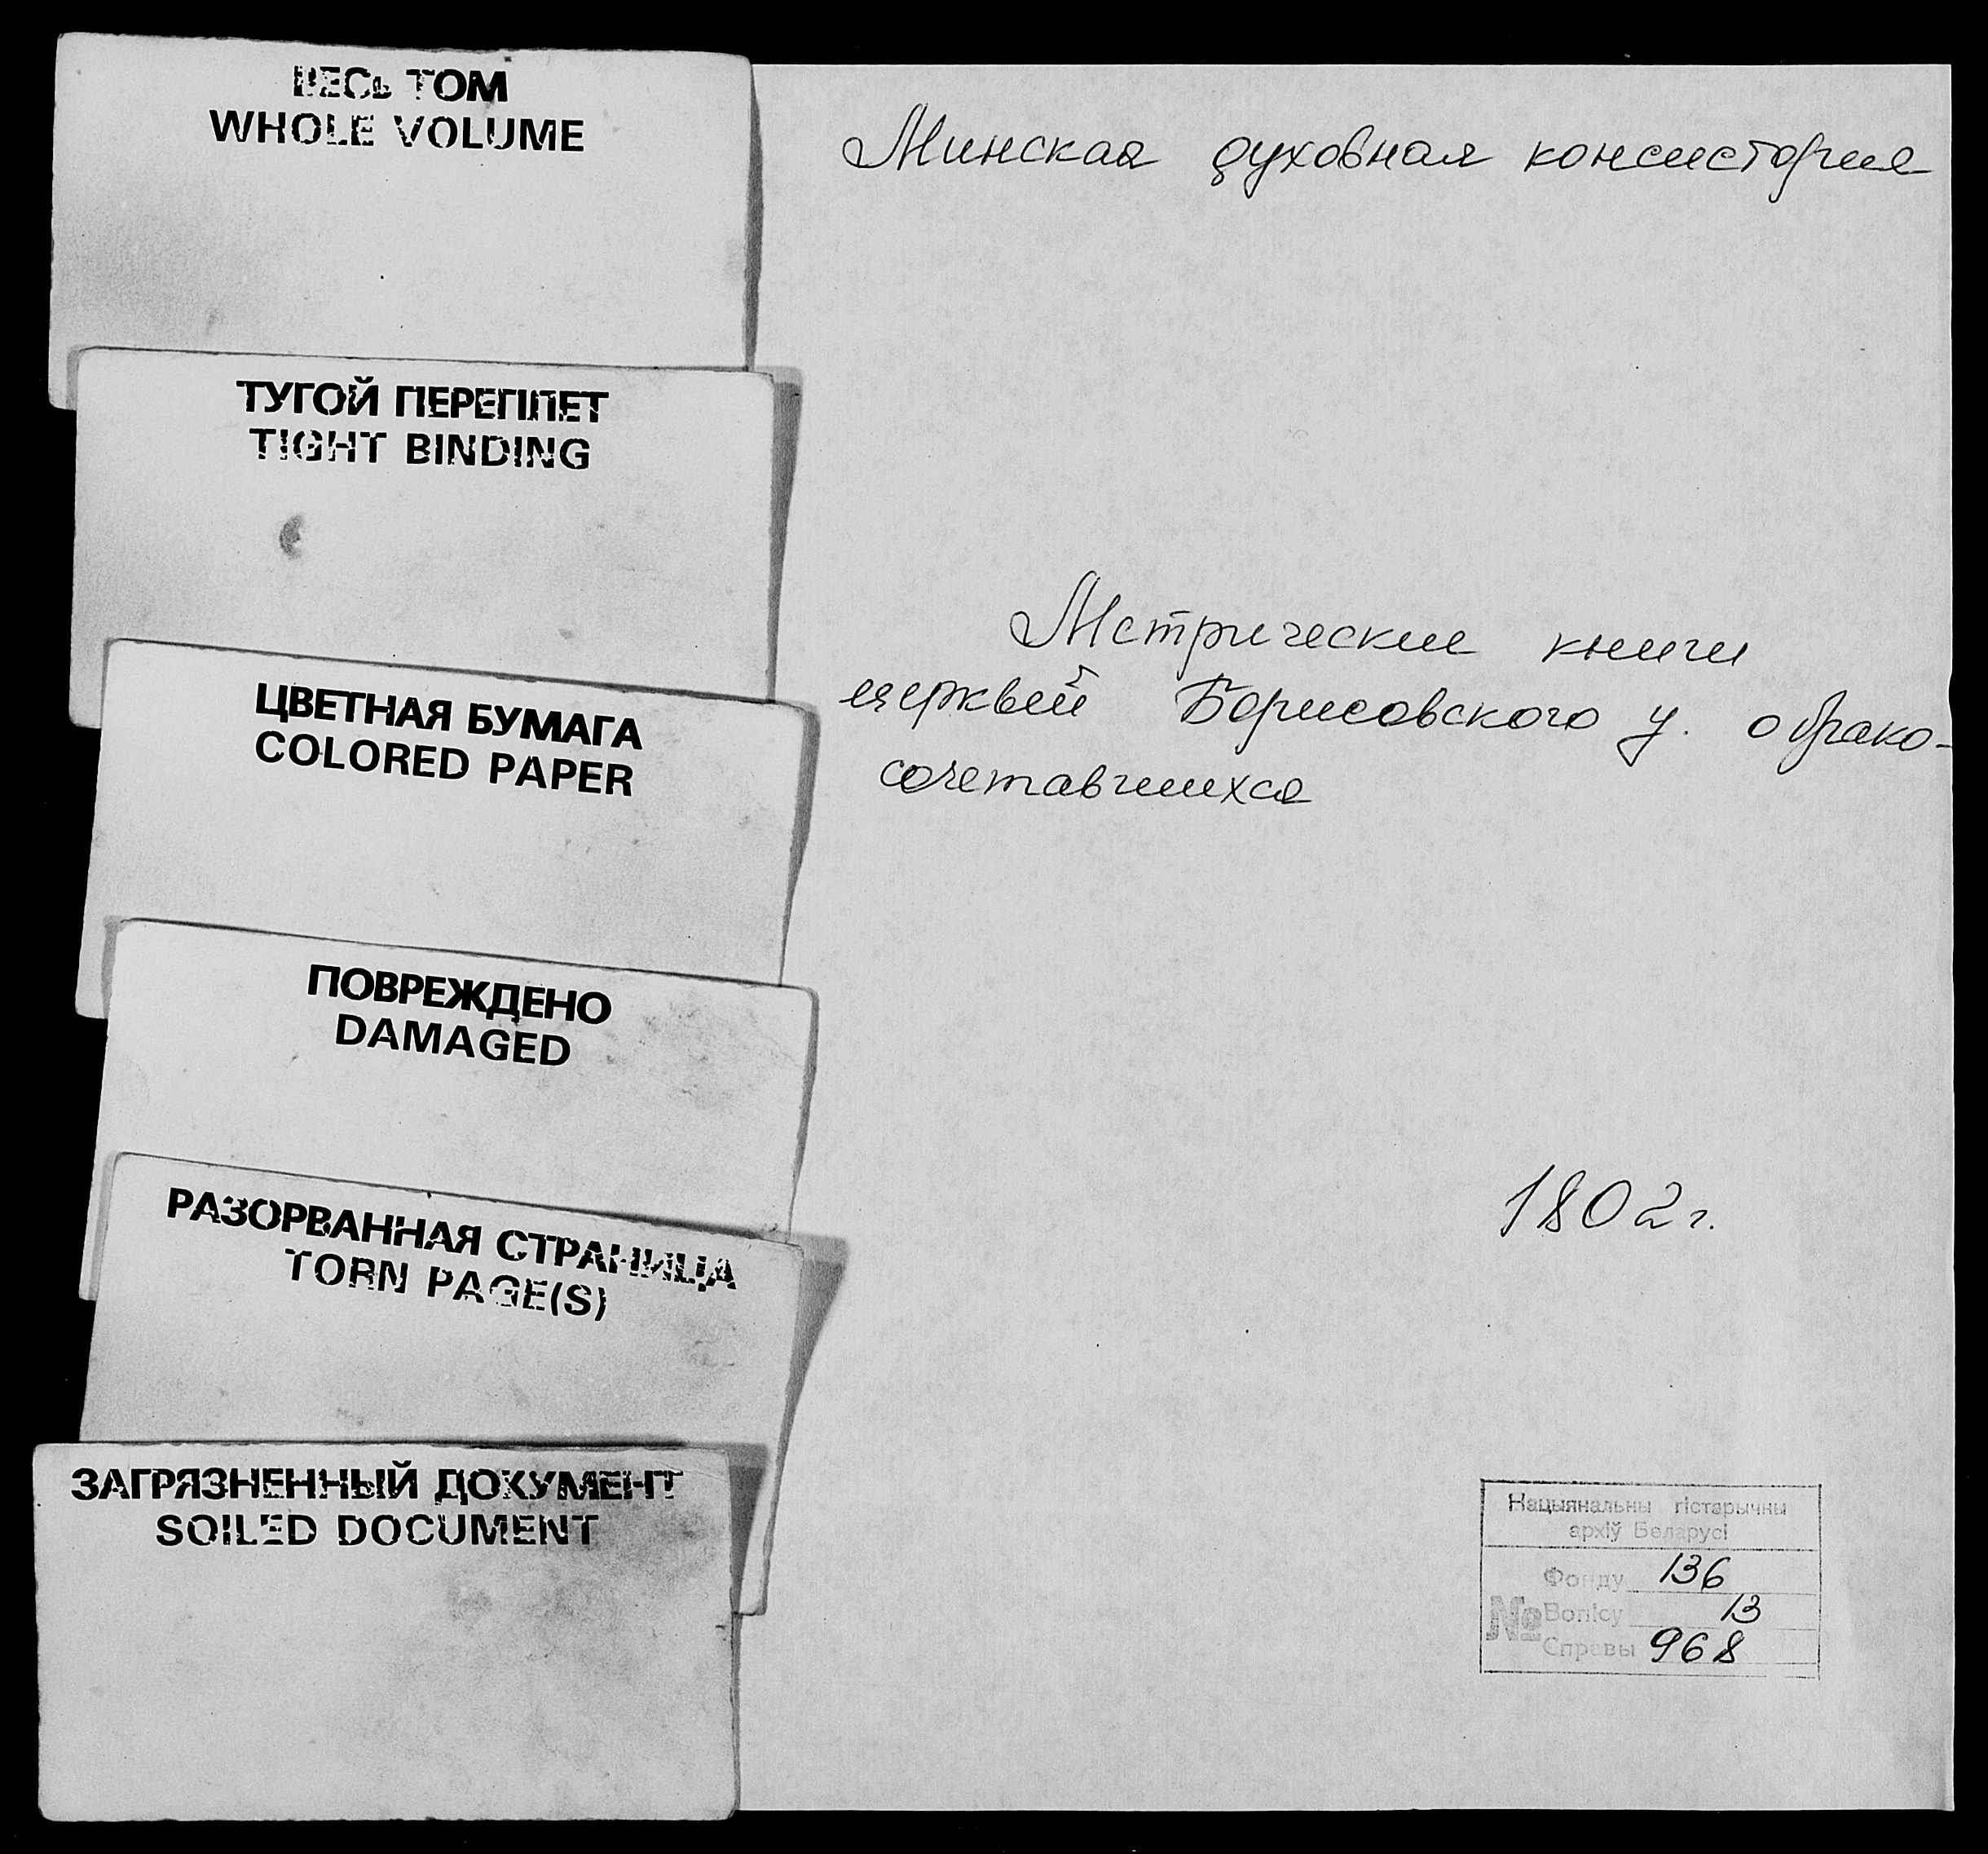 ВЕСЬ ТОМ
WHOLE VOLUME
ТУГОЙ ПЕРЕПЛЕТ
TIGHT BINDING
ЦВЕТНАЯ БУМАГА
COLORED PAPER
ПОВРЕЖДЕНО
DAMAGED
РАЗОРВАННАЯ СТРАНИЦА
TORN PAGE(S)
ЗАГРЯЗНЕННЫЙ ДОКУМЕНТ
SOILED DOCUMENT
Минская духовная консистория
Метрические книги
церквей Борисовского у. о брако-
сочетавшихся
1802 г.
Нацыянальны гістарычны
архіў Беларусі
Фонду 136
№ Вопісу 13
Справы 968